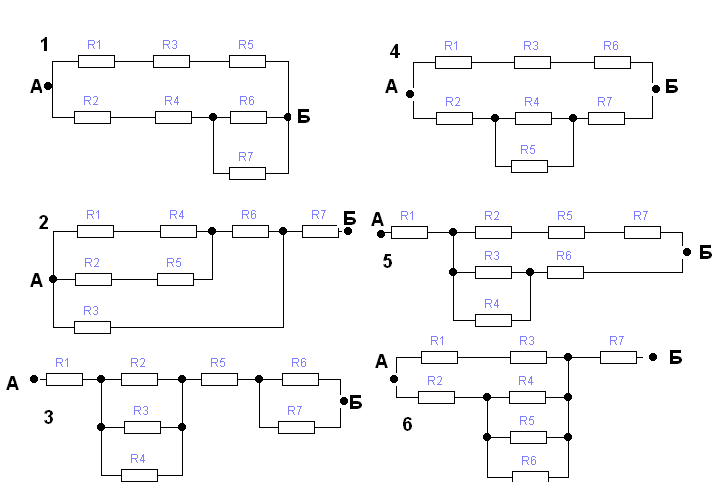 1
R1 R3 R5
А
R2 R4 R6
Б
R7
4
R1 R3 R6
А Б
R2 R4 R7
R5
2
R1 R4 R6 R7 Б
А
R2 R5
R3
А R1 R2 R5 R7
5
R3 R6 Б
R4
А R1 R2 R5 R6
3
R3 R7 Б
R4
6
А R1 R3 R7 Б
R2 R4
R5
R6